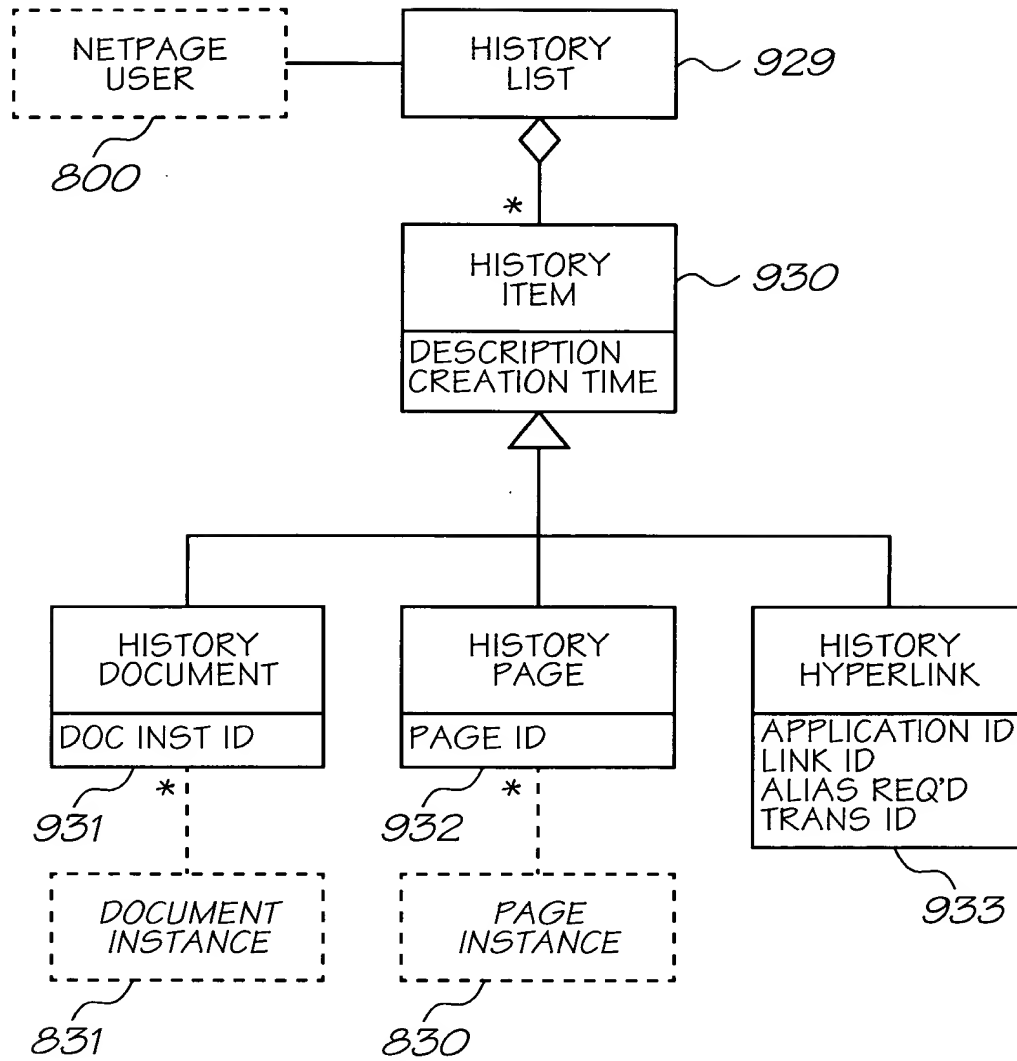 NETPAGE
USER
800
HISTORY
LIST
929
*
HISTORY
ITEM
930
DESCRIPTION
CREATION TIME
HISTORY
DOCUMENT
DOC INST ID
931
*
HISTORY
PAGE
PAGE ID
932
*
HISTORY
HYPERLINK
APPLICATION ID
LINK ID
ALIAS REQ'D
TRANS ID
933
DOCUMENT
INSTANCE
831
PAGE
INSTANCE
830